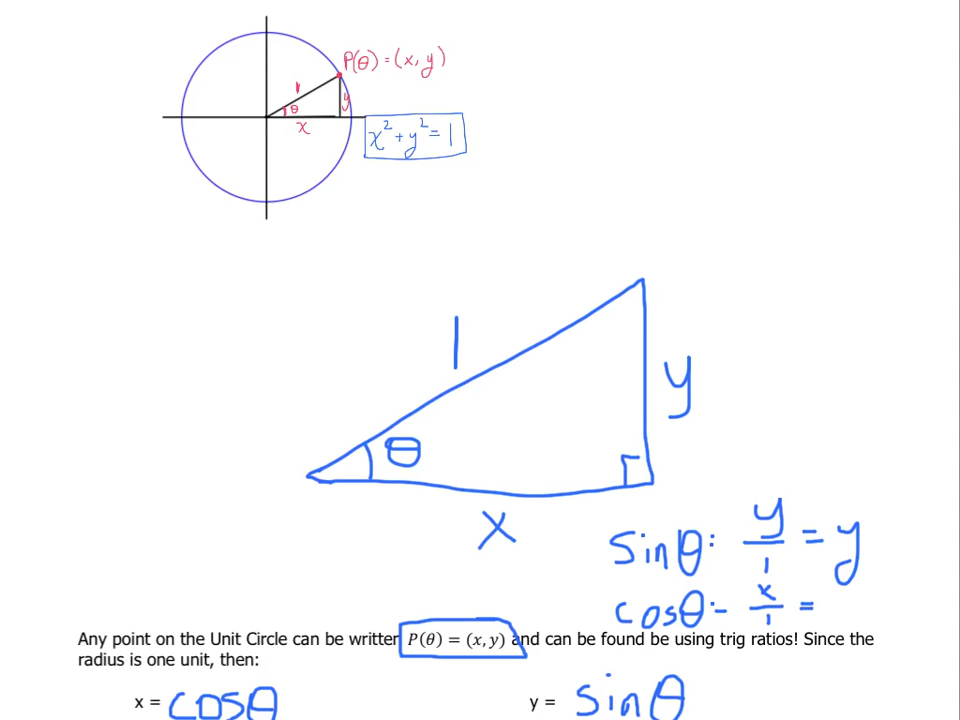 P(θ) = (x, y)
1
θ
y
x
x² + y² = 1
1
θ
y
x
sinθ: y/1 = y
cosθ:- x/1 =
Any point on the Unit Circle can be writter P(θ) = (x, y) and can be found be using trig ratios! Since the
radius is one unit, then:
x = cosθ y = sinθ